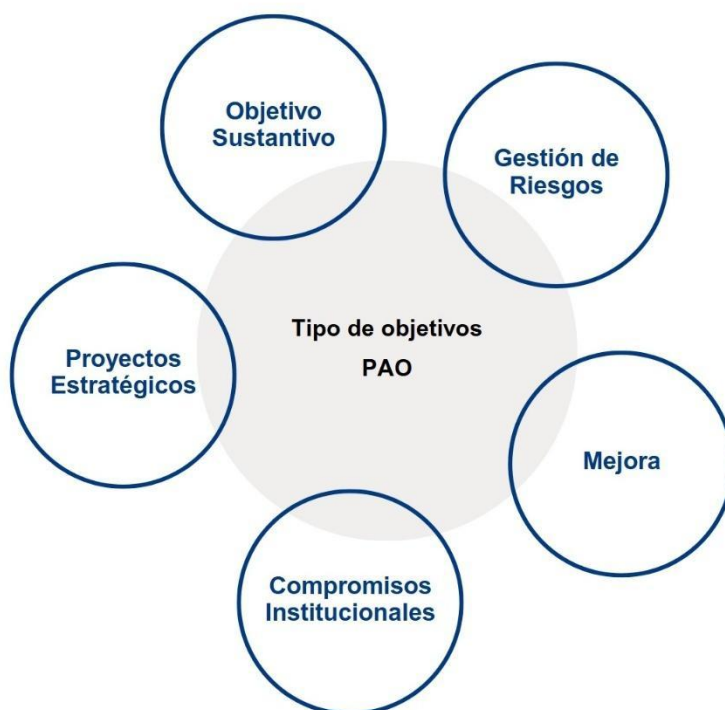 Objetivo
Sustantivo
Gestión de
Riesgos
Tipo de objetivos
PAO
Proyectos
Estratégicos
Mejora
Compromisos
Institucionales